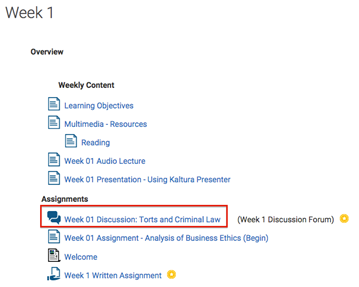 Week 1
Overview
Weekly Content
Learning Objectives
Multimedia - Resources
Reading
Week 01 Audio Lecture
Week 01 Presentation - Using Kaltura Presenter
Assignments
Week 01 Discussion: Torts and Criminal Law (Week 1 Discussion Forum)
Week 01 Assignment - Analysis of Business Ethics (Begin)
Welcome
Week 1 Written Assignment